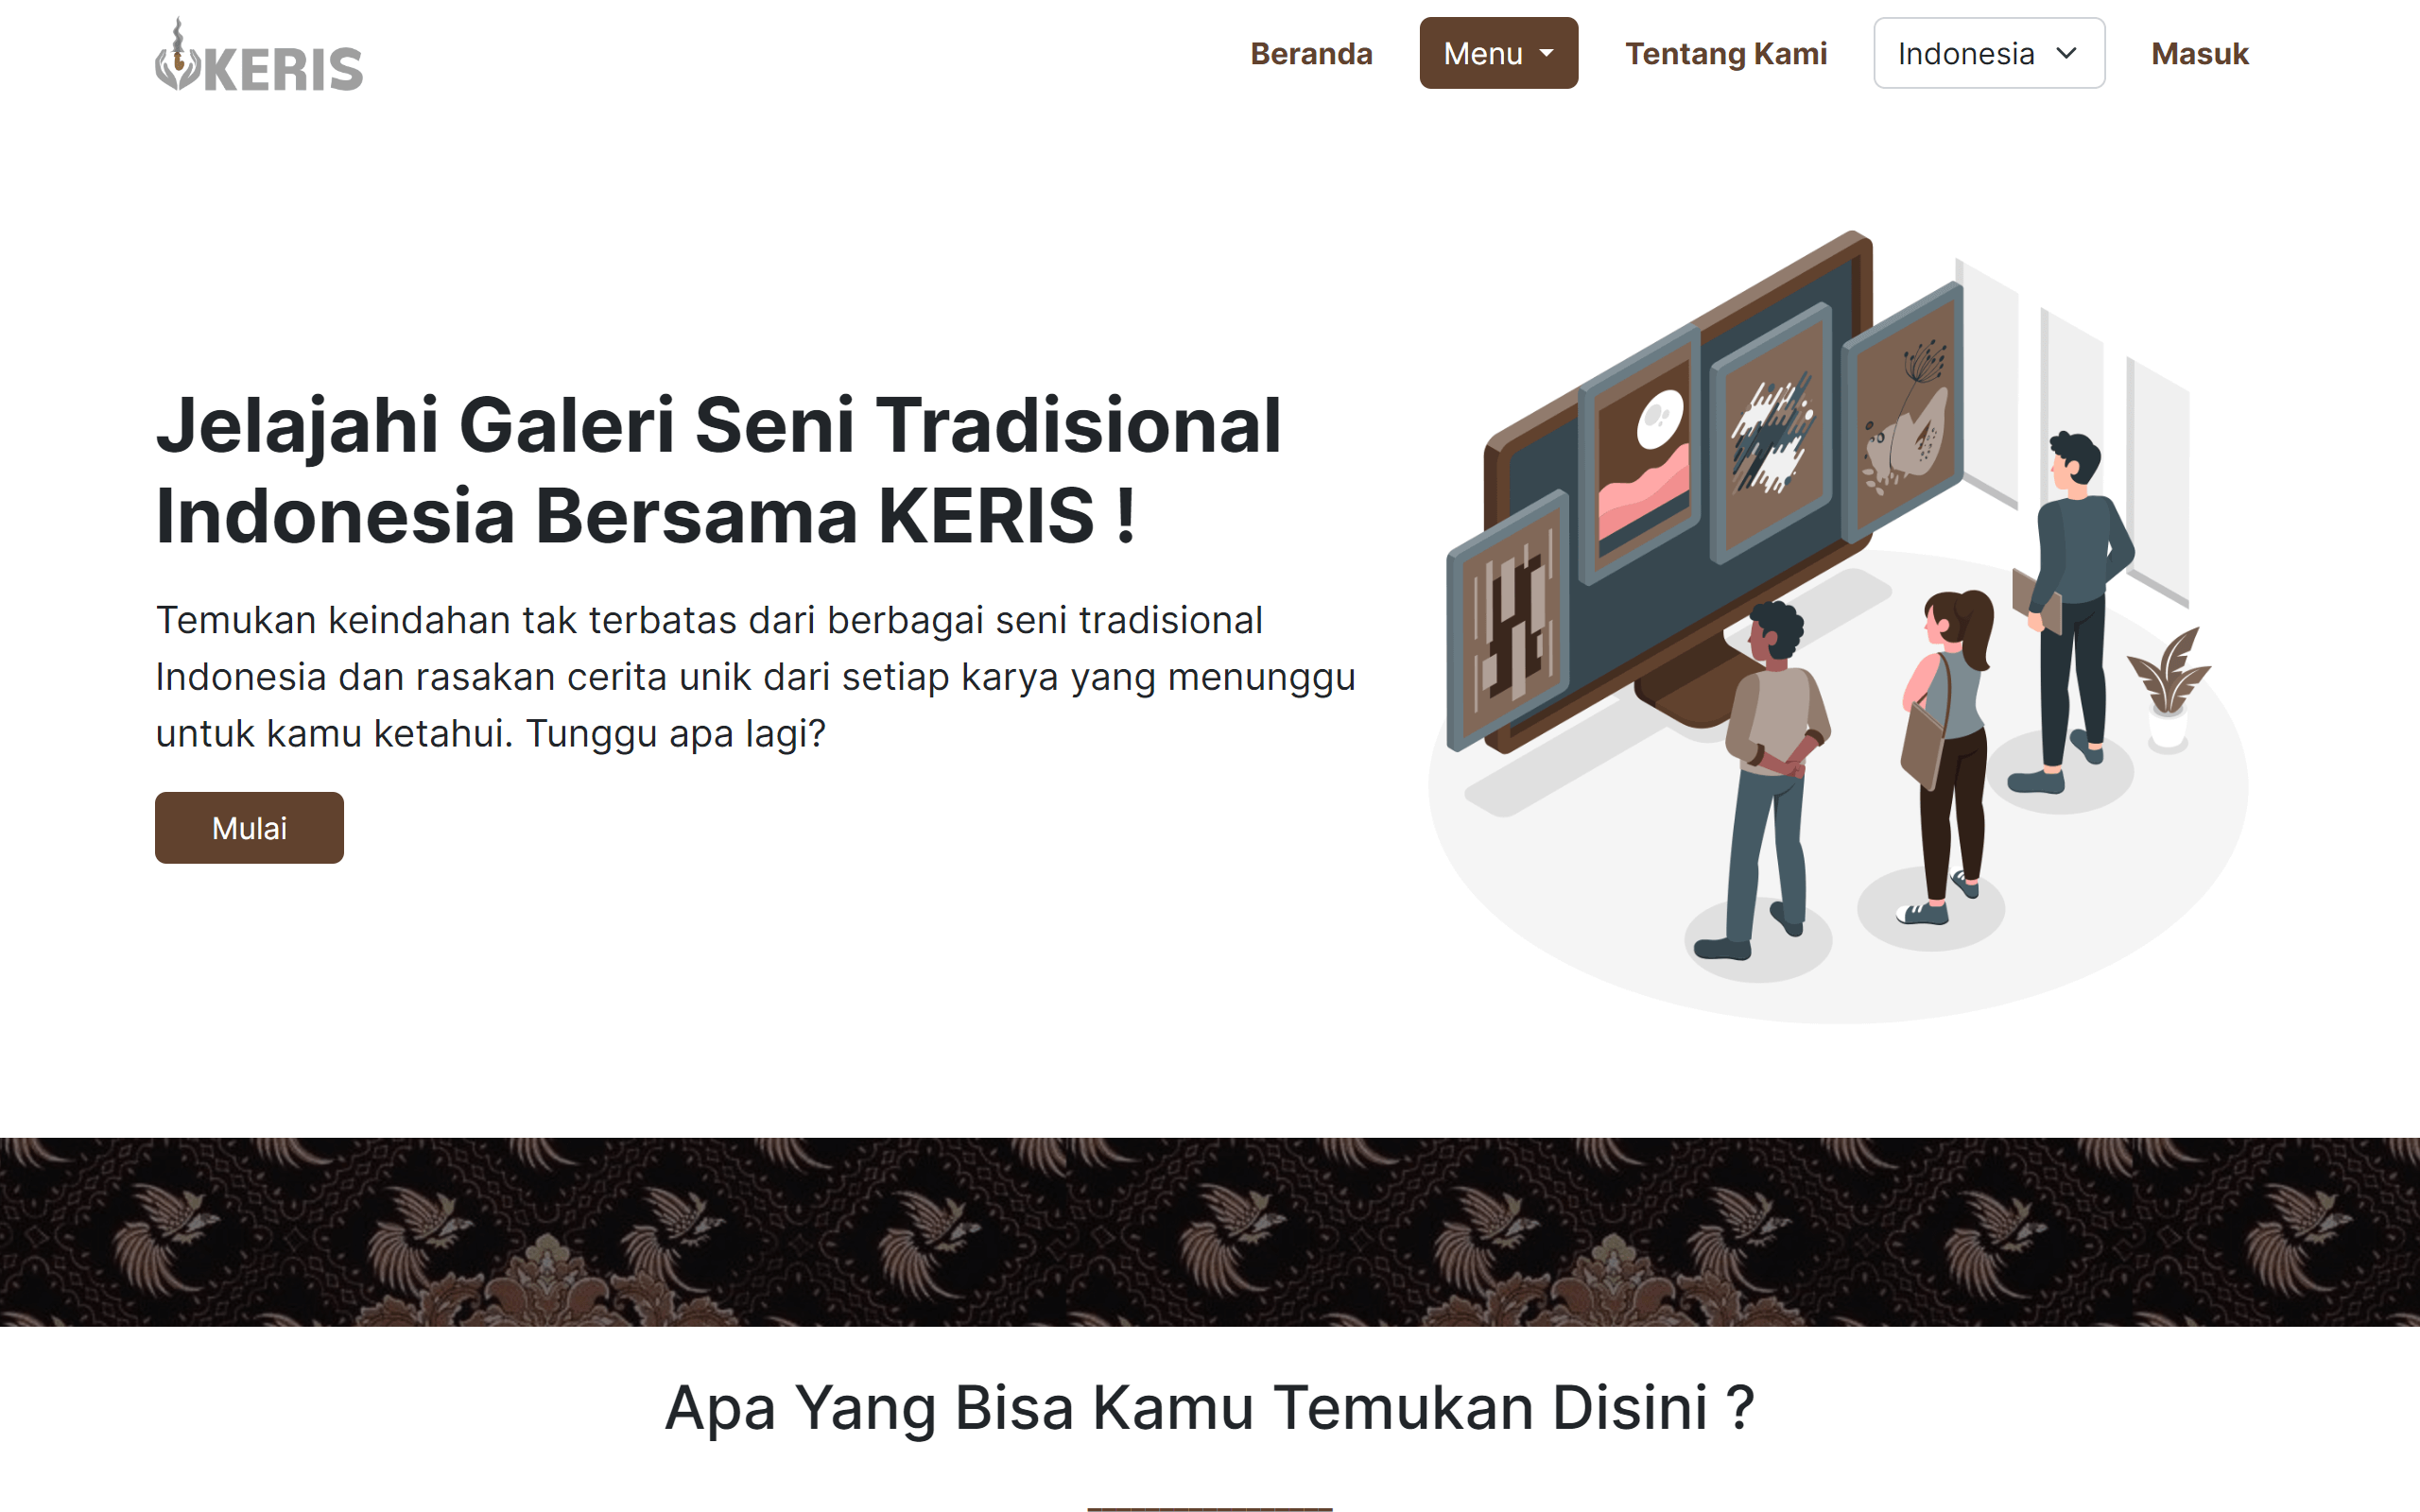 KERIS
Beranda
Menu
Tentang Kami
Indonesia
Masuk
Jelajahi Galeri Seni Tradisional
Indonesia Bersama KERIS !
Temukan keindahan tak terbatas dari berbagai seni tradisional
Indonesia dan rasakan cerita unik dari setiap karya yang menunggu
untuk kamu ketahui. Tunggu apa lagi?
Mulai
Apa Yang Bisa Kamu Temukan Disini ?